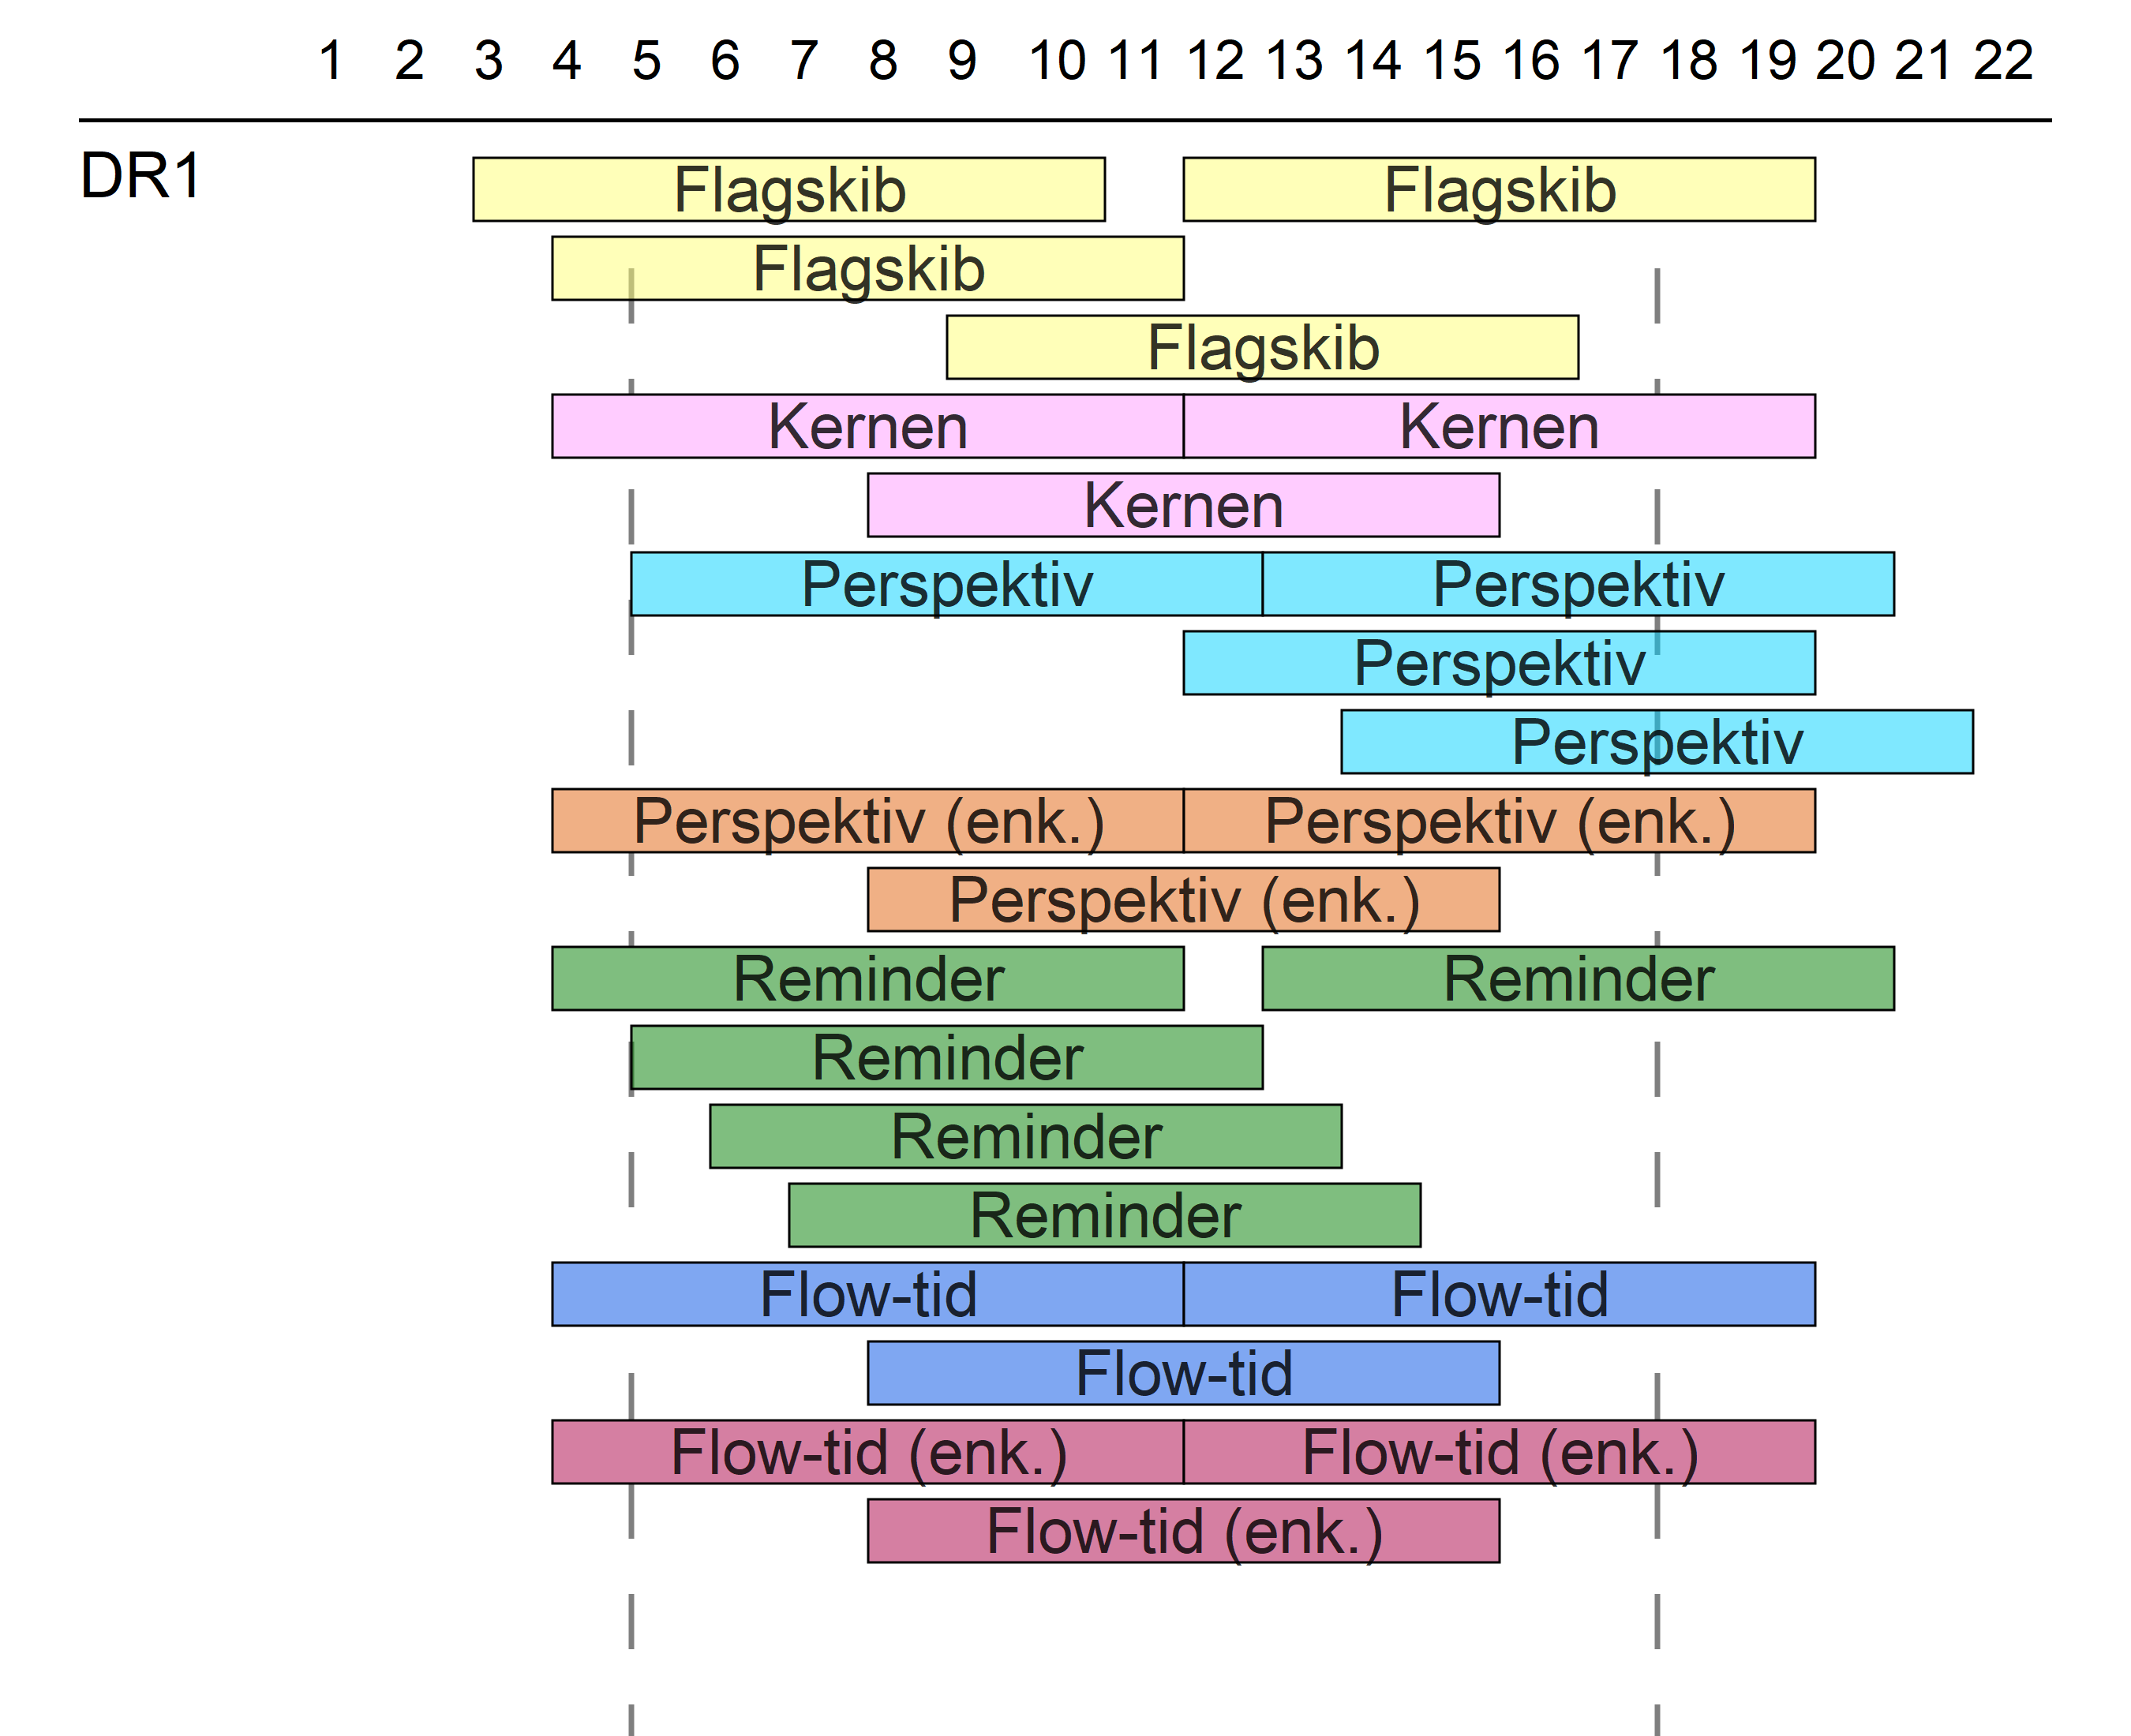 1 2 3 4 5 6 7 8 9 10 11 12 13 14 15 16 17 18 19 20 21 22
DR1
Flagskib Flagskib
Flagskib
Flagskib
Kernen Kernen
Kernen
Perspektiv Perspektiv
Perspektiv
Perspektiv
Perspektiv (enk.) Perspektiv (enk.)
Perspektiv (enk.)
Reminder Reminder
Reminder
Reminder
Reminder
Flow-tid Flow-tid
Flow-tid
Flow-tid (enk.) Flow-tid (enk.)
Flow-tid (enk.)